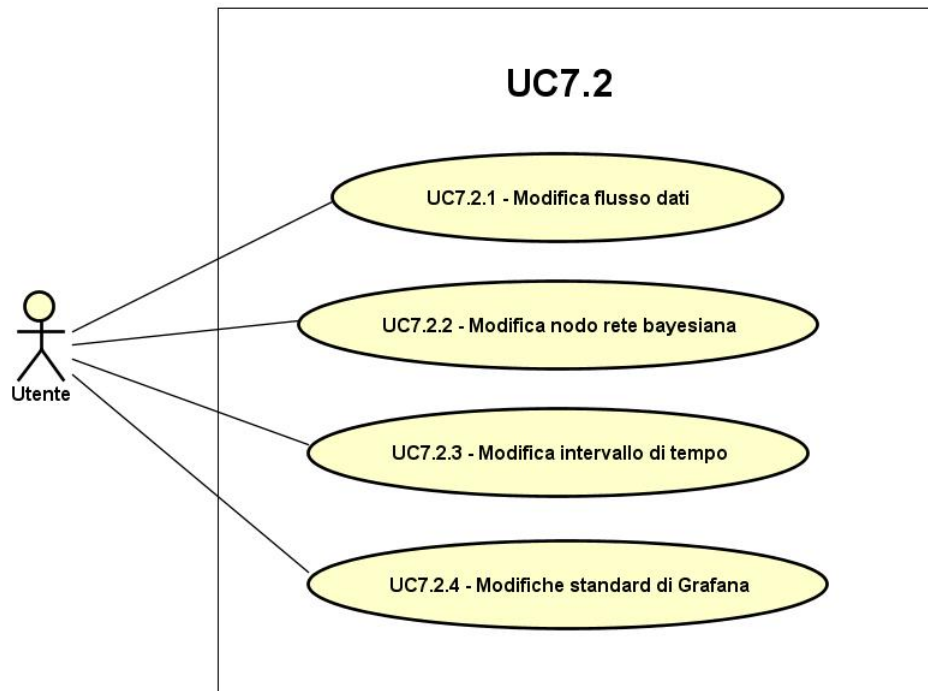 UC7.2
UC7.2.1 - Modifica flusso dati
UC7.2.2 - Modifica nodo rete bayesiana
Utente
UC7.2.3 - Modifica intervallo di tempo
UC7.2.4 - Modifiche standard di Grafana